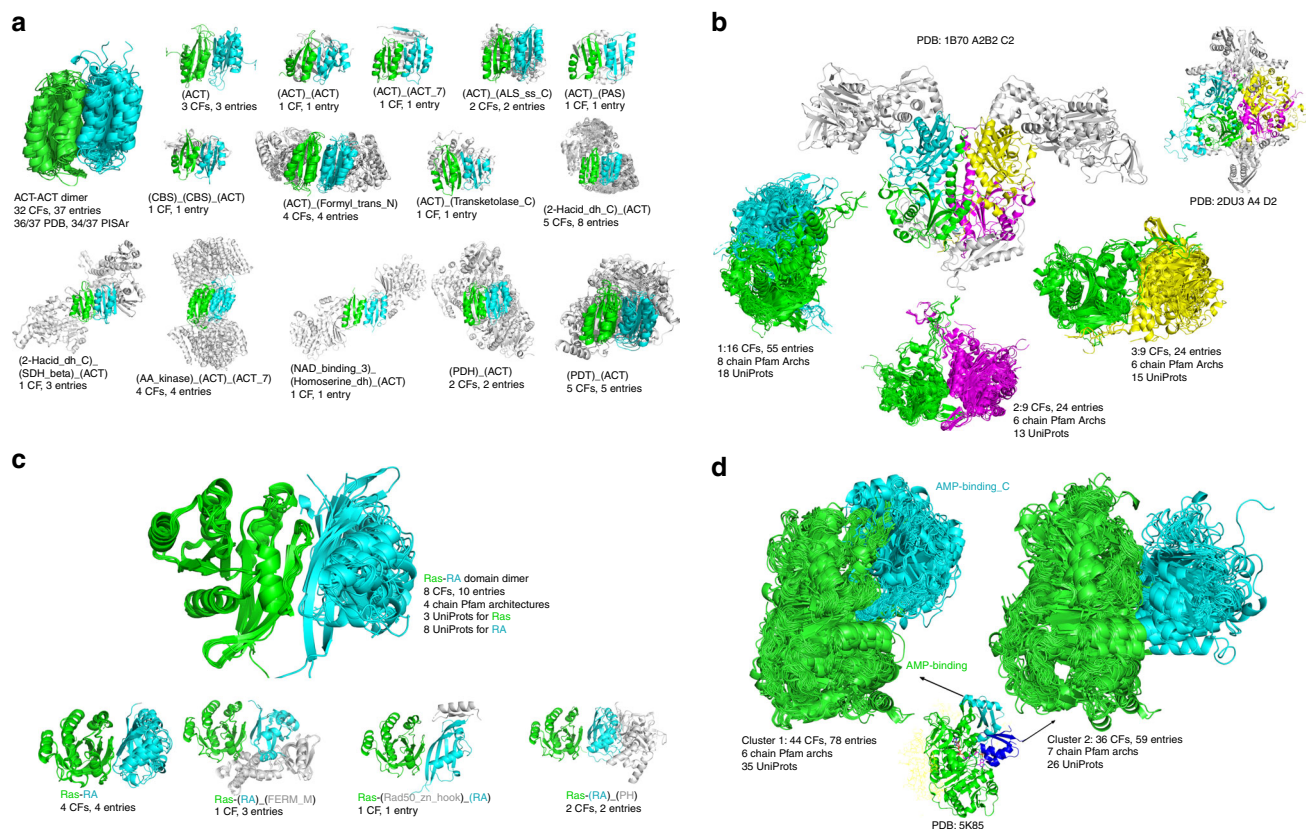 a
ACT-ACT dimer
32 CFs, 37 entries
36/37 PDB, 34/37 PISAr
(ACT)
3 CFs, 3 entries
(ACT)_(ACT)
1 CF, 1 entry
(ACT)_(ACT_7)
1 CF, 1 entry
(ACT)_(ALS_ss_C)
2 CFs, 2 entries
(ACT)_(PAS)
1 CF, 1 entry
(CBS)_(CBS)_(ACT)
1 CF, 1 entry
(ACT)_(Formyl_trans_N)
4 CFs, 4 entries
(ACT)_(Transketolase_C)
1 CF, 1 entry
(2-Hacid_dh_C)_(ACT)
5 CFs, 8 entries
(2-Hacid_dh_C)_
(SDH_beta)_(ACT)
1 CF, 3 entries
(AA_kinase)_(ACT)_(ACT_7)
4 CFs, 4 entries
(NAD_binding_3)_
(Homoserine_dh)_(ACT)
1 CF, 1 entry
(PDH)_(ACT)
2 CFs, 2 entries
(PDT)_(ACT)
5 CFs, 5 entries
b
PDB: 1B70 A2B2 C2
PDB: 2DU3 A4 D2
1:16 CFs, 55 entries
8 chain Pfam Archs
18 UniProts
2:9 CFs, 24 entries
6 chain Pfam Archs
13 UniProts
3:9 CFs, 24 entries
6 chain Pfam Archs
15 UniProts
c
Ras-RA domain dimer
8 CFs, 10 entries
4 chain Pfam architectures
3 UniProts for Ras
8 UniProts for RA
Ras-RA
4 CFs, 4 entries
Ras-(RA)_(FERM_M)
1 CF, 3 entries
Ras-(Rad50_zn_hook)_(RA)
1 CF, 1 entry
Ras-(RA)_(PH)
2 CFs, 2 entries
d
AMP-binding_C
AMP-binding
Cluster 1: 44 CFs, 78 entries
6 chain Pfam archs
35 UniProts
Cluster 2: 36 CFs, 59 entries
7 chain Pfam archs
26 UniProts
PDB: 5K85